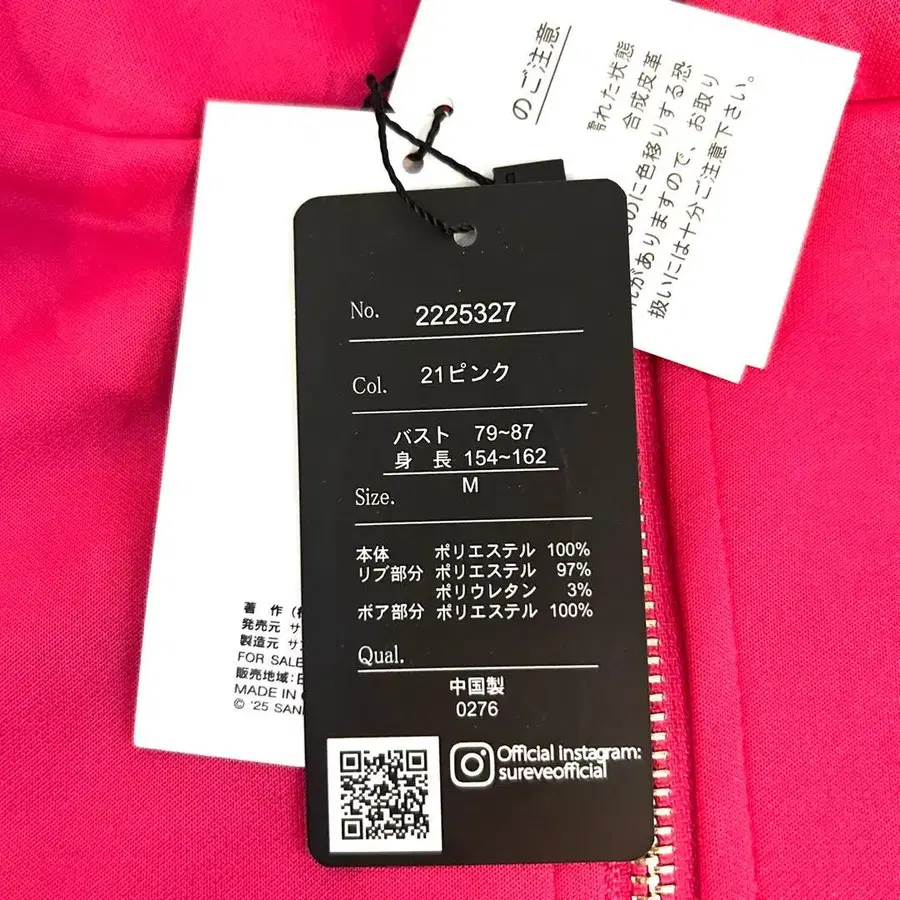 のご注意
濡れた状態
合成皮革
のに色移りする恐
れがありますので、お取り
扱いには十分ご注意下さい。
No. 2225327
Col. 21ピンク
バスト 79~87
身 長 154~162
Size. M
本体 ポリエステル 100%
リブ部分 ポリエステル 97%
ポリウレタン 3%
ボア部分 ポリエステル 100%
Qual.
中国製
0276
Official instagram:
sureveofficial
著 作
発売元 サ
製造元 サン
FOR SALE
販売地域:日
MADE IN
© '25 SAN